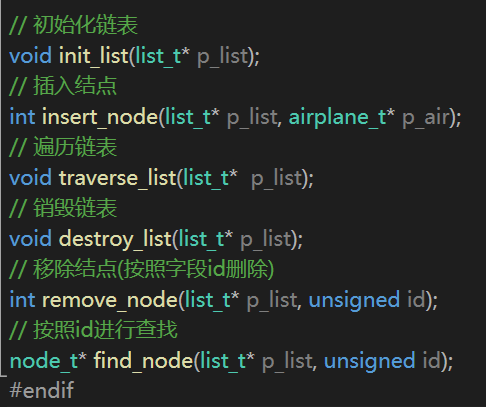 // 初始化链表
void init_list(list_t* p_list);
// 插入结点
int insert_node(list_t* p_list, airplane_t* p_air);
// 遍历链表
void traverse_list(list_t*  p_list);
// 销毁链表
void destroy_list(list_t* p_list);
// 移除结点(按照字段id删除)
int remove_node(list_t* p_list, unsigned id);
// 按照id进行查找
node_t* find_node(list_t* p_list, unsigned id);
#endif